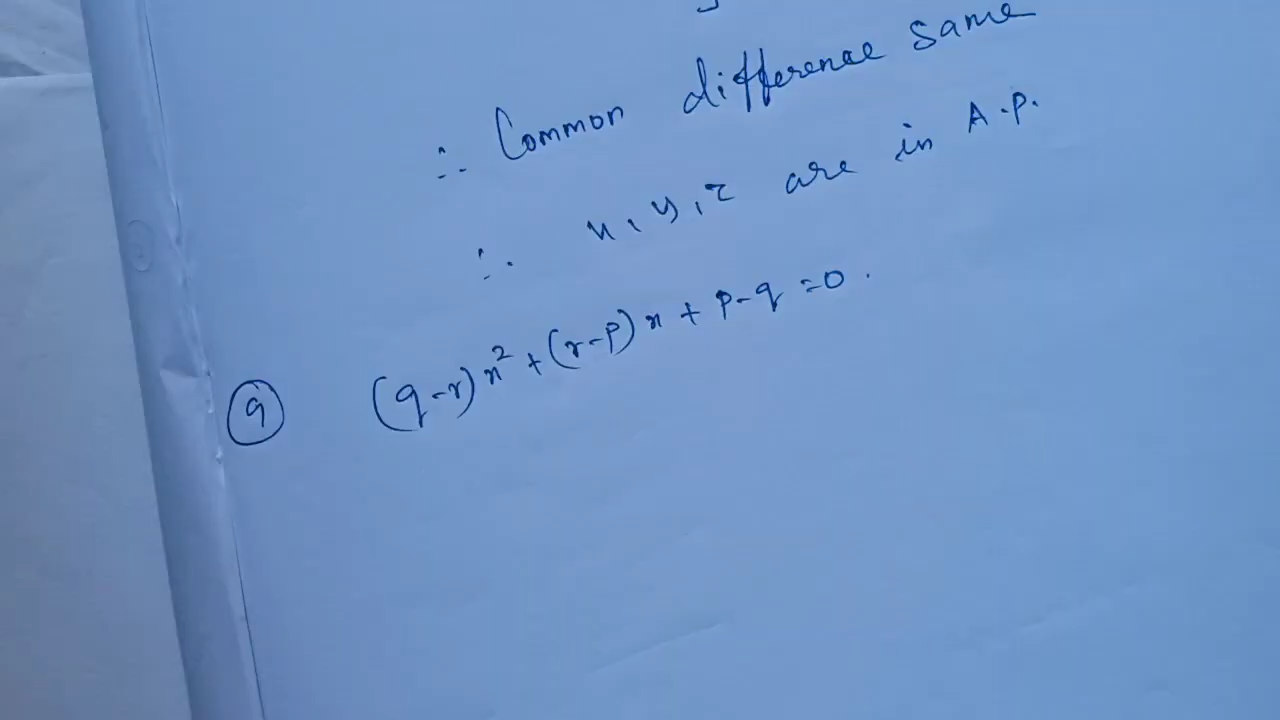 ∴ Common difference same
∴ x, y, z are in A.P.
(9) (q-r)x² + (r-p)x + p-q = 0.